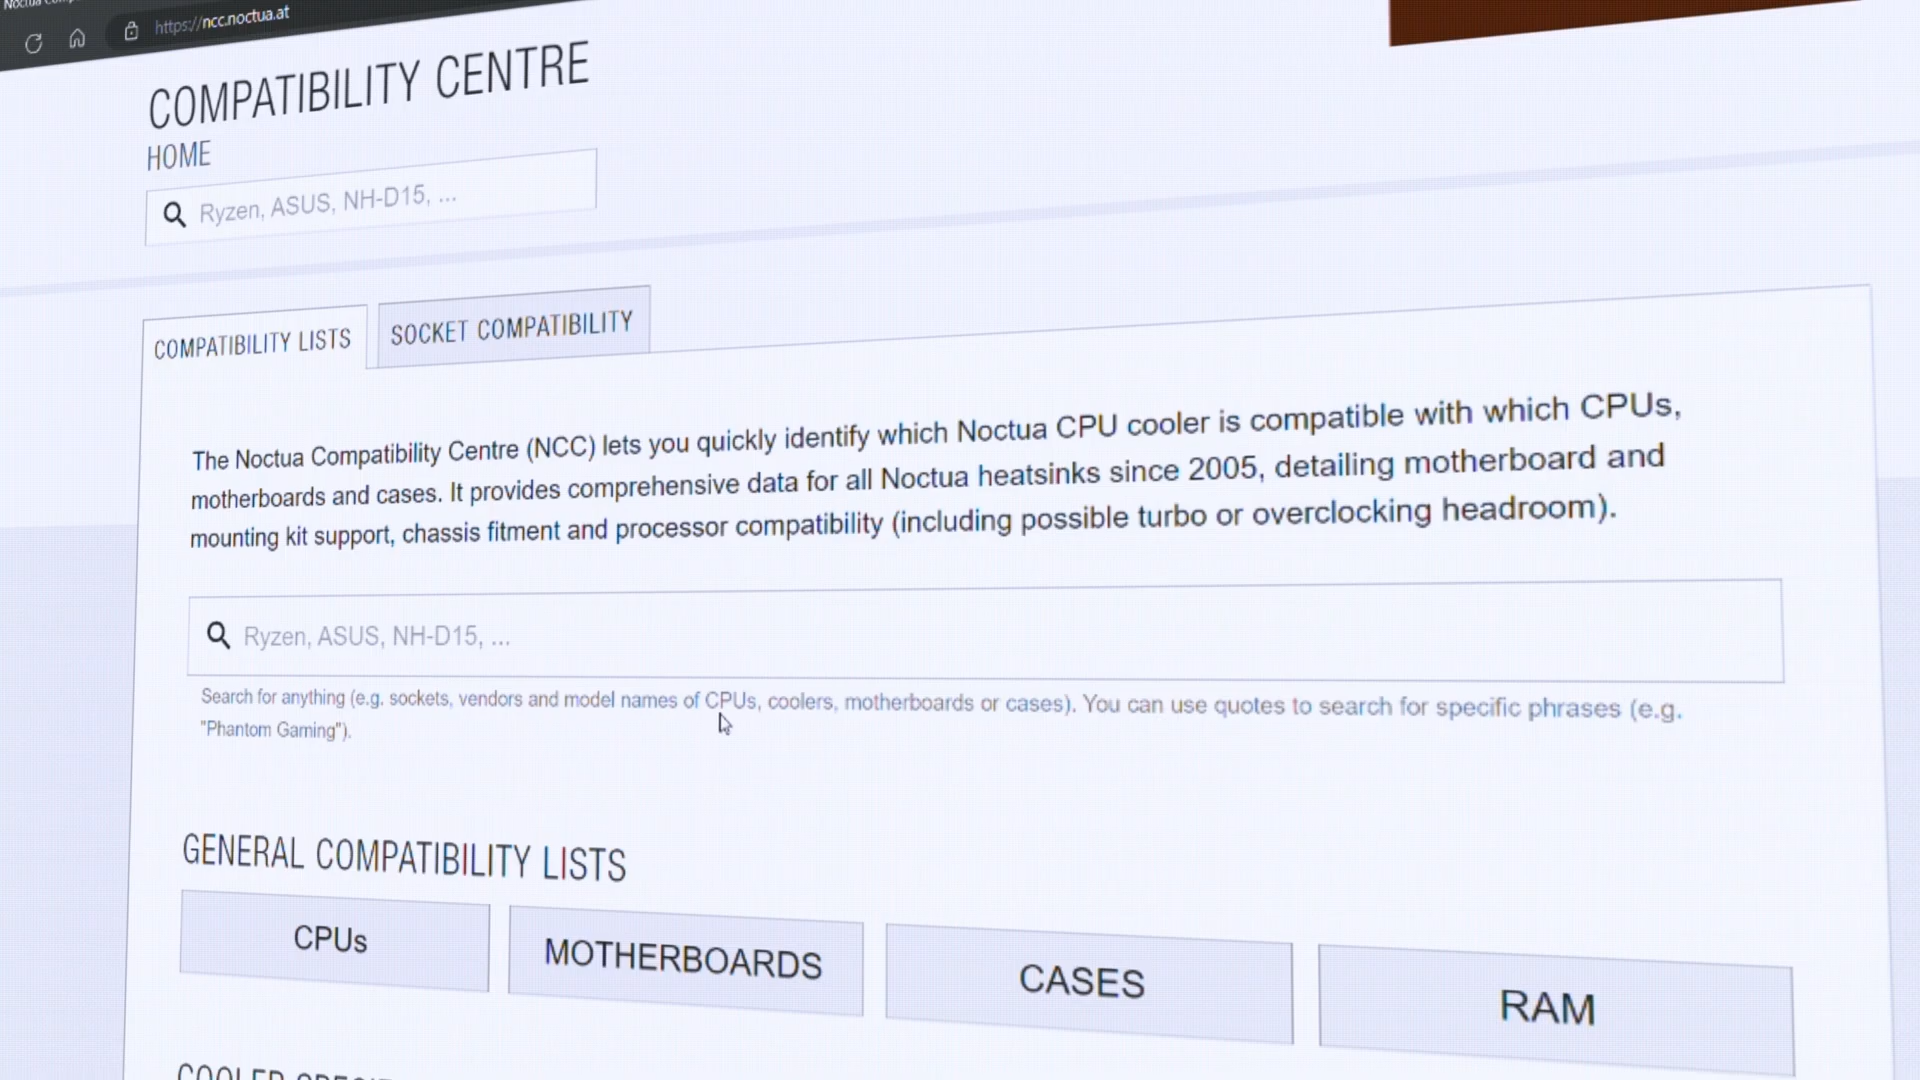 https://ncc.noctua.at
COMPATIBILITY CENTRE
HOME
Ryzen, ASUS, NH-D15, ...
COMPATIBILITY LISTS
SOCKET COMPATIBILITY
The Noctua Compatibility Centre (NCC) lets you quickly identify which Noctua CPU cooler is compatible with which CPUs,
motherboards and cases. It provides comprehensive data for all Noctua heatsinks since 2005, detailing motherboard and
mounting kit support, chassis fitment and processor compatibility (including possible turbo or overclocking headroom).
Ryzen, ASUS, NH-D15, ...
Search for anything (e.g. sockets, vendors and model names of CPUs, coolers, motherboards or cases). You can use quotes to search for specific phrases (e.g.
"Phantom Gaming").
GENERAL COMPATIBILITY LISTS
CPUs
MOTHERBOARDS
CASES
RAM